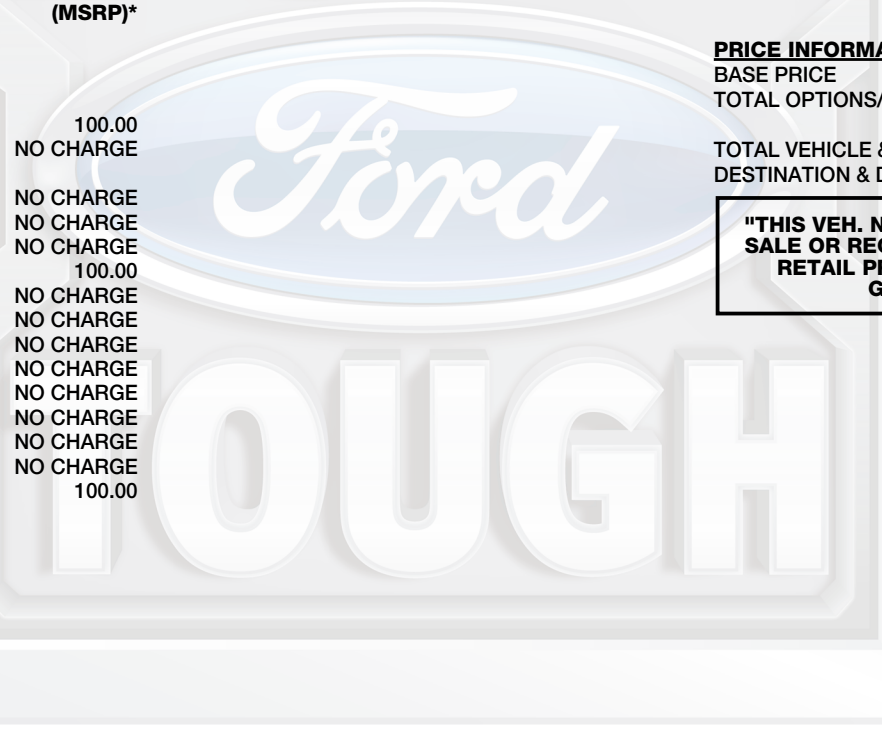 (MSRP)*
100.00
NO CHARGE
NO CHARGE
NO CHARGE
NO CHARGE
100.00
NO CHARGE
NO CHARGE
NO CHARGE
NO CHARGE
NO CHARGE
NO CHARGE
NO CHARGE
NO CHARGE
100.00
PRICE INFORMA
BASE PRICE
TOTAL OPTIONS/
TOTAL VEHICLE &
DESTINATION & D
"THIS VEH. N
SALE OR REG
RETAIL P
G
Ford
TOUGH